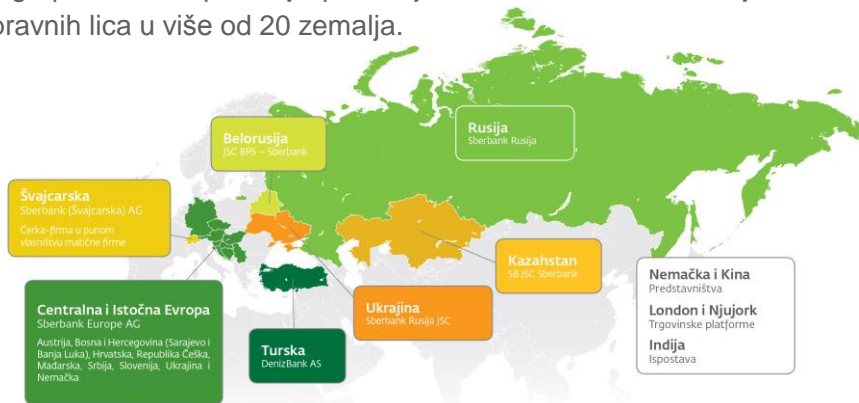 pravnih lica u više od 20 zemalja.
Rusija
Sberbank Rusija
Belorusija
JSC BPS – Sberbank
Švajcarska
Sberbank (Švajcarska) AG
Ćerka-firma u punom
vlasništvu matične firme
Kazahstan
SB JSC Sberbank
Nemačka i Kina
Predstavništva
London i Njujork
Trgovinske platforme
Indija
Ispostava
Ukrajina
Sberbank Rusija JSC
Centralna i Istočna Evropa
Sberbank Europe AG
Austrija, Bosna i Hercegovina (Sarajevo i
Banja Luka), Hrvatska, Republika Češka,
Mađarska, Srbija, Slovenija, Ukrajina i
Nemačka
Turska
DenizBank AS